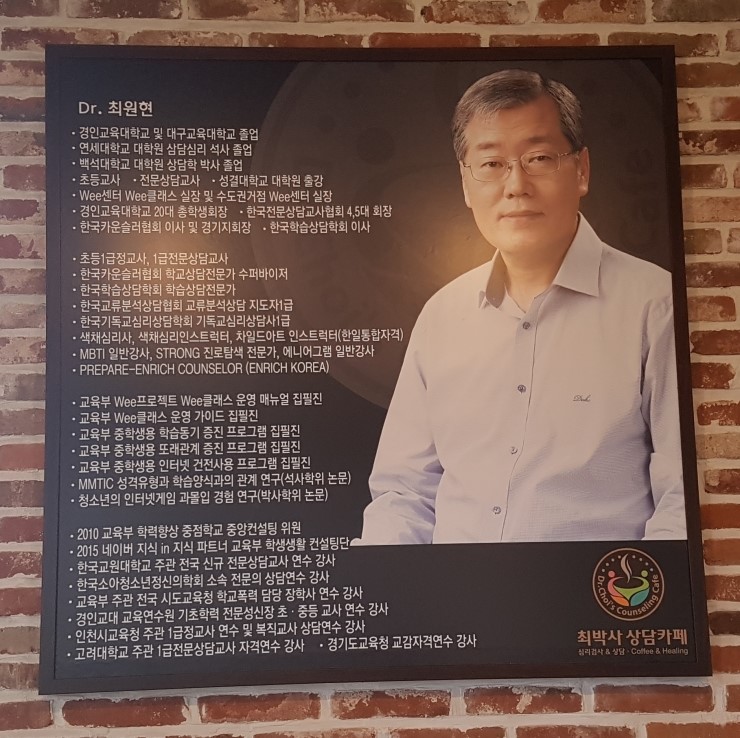 Dr. 최원현
• 경인교육대학교 및 대구교육대학교 졸업
• 연세대학교 대학원 상담심리 석사 졸업
• 백석대학교 대학원 상담학 박사 졸업
• 초등교사 • 전문상담교사 • 성결대학교 대학원 출강
• Wee센터 Wee클래스 실장 및 수도권거점 Wee센터 실장
• 경인교육대학교 20대 총학생회장 • 한국전문상담교사협회 4,5대 회장
• 한국카운슬러협회 이사 및 경기지회장 • 한국학습상담학회 이사
• 초등1급정교사, 1급전문상담교사
• 한국카운슬러협회 학교상담전문가 수퍼바이저
• 한국학습상담학회 학습상담전문가
• 한국교류분석상담협회 교류분석상담 지도자1급
• 한국기독교심리상담학회 기독교심리상담사1급
• 색채심리사, 색채심리인스트럭터, 차일드아트 인스트럭터(한일통합자격)
• MBTI 일반강사, STRONG 진로탐색 전문가, 에니어그램 일반강사
• PREPARE-ENRICH COUNSELOR (ENRICH KOREA)
• 교육부 Wee프로젝트 Wee클래스 운영 매뉴얼 집필진
• 교육부 Wee클래스 운영 가이드 집필진
• 교육부 중학생용 학습동기 증진 프로그램 집필진
• 교육부 중학생용 또래관계 증진 프로그램 집필진
• 교육부 중학생용 인터넷 건전사용 프로그램 집필진
• MMTIC 성격유형과 학습양식과의 관계 연구(석사학위 논문)
• 청소년의 인터넷게임 과몰입 경험 연구(박사학위 논문)
• 2010 교육부 학력향상 중점학교 중앙컨설팅 위원
• 2015 네이버 지식 in 지식 파트너 교육부 학생생활 컨설팅단
• 한국교원대학교 주관 전국 신규 전문상담교사 연수 강사
• 한국소아청소년정신의학회 소속 전문의 상담연수 강사
• 교육부 주관 전국 시도교육청 학교폭력 담당 장학사 연수 강사
• 경인교대 교육연수원 기초학력 전문성신장 초 · 중등 교사 연수 강사
• 인천시교육청 주관 1급정교사 연수 및 복직교사 상담연수 강사
• 고려대학교 주관 1급전문상담교사 자격연수 강사 • 경기도교육청 교감자격연수 강사
Dr.Choi's Counseling Cafe
최박사 상담카페
심리검사 & 상담 · Coffee & Healing